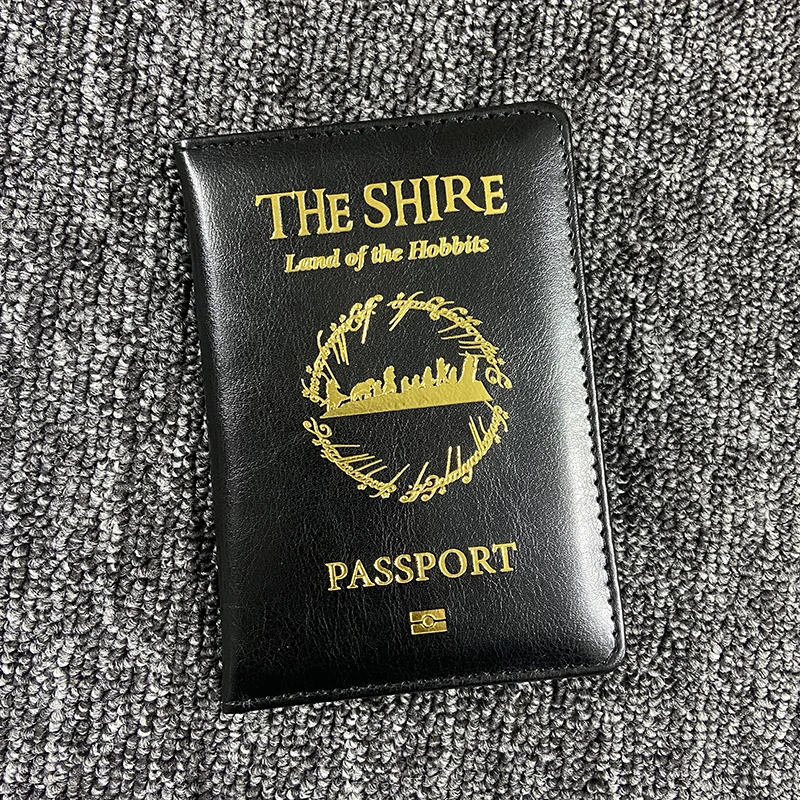 THE SHIRE
Land of the Hobbits
PASSPORT